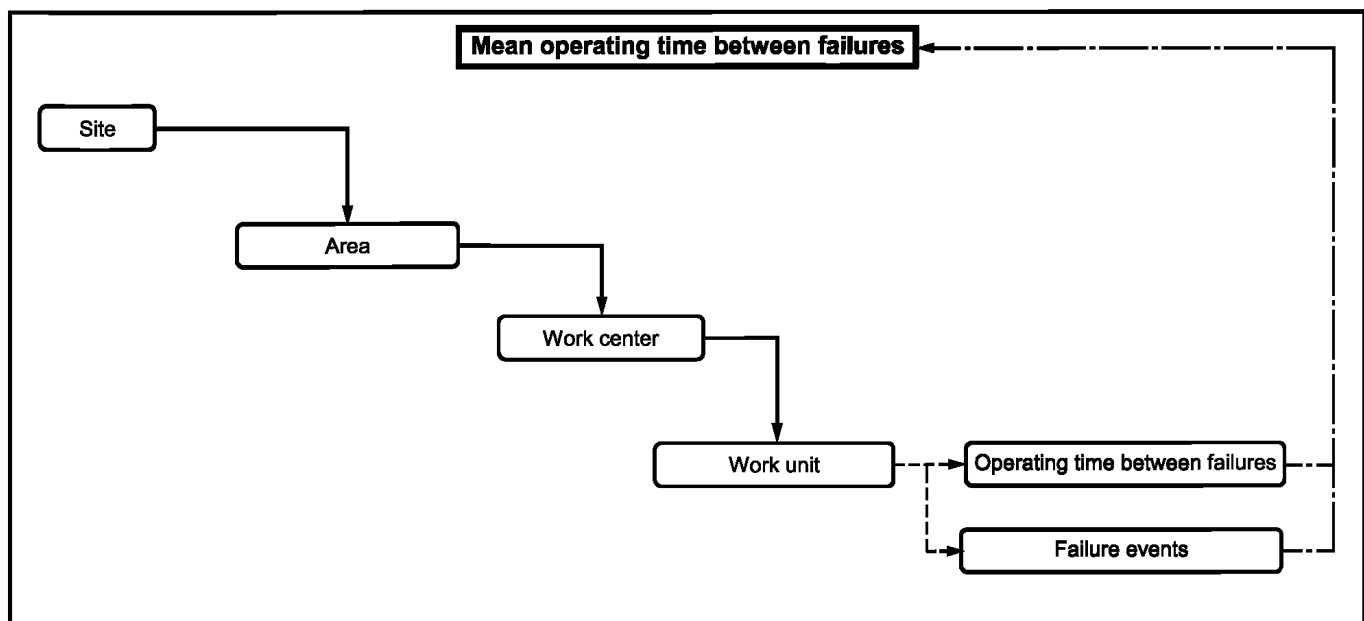 Mean operating time between failures
Site
Area
Work center
Work unit
Operating time between failures
Failure events